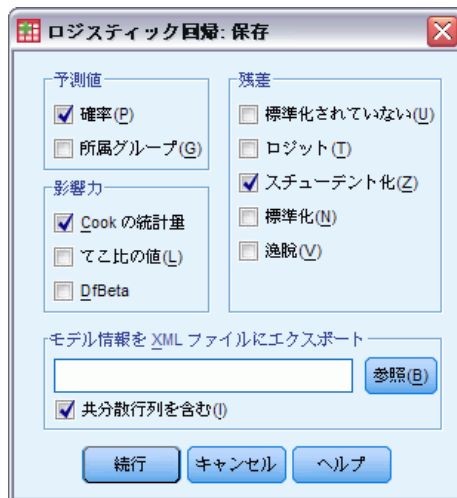 ロジスティック回帰: 保存
予測値
確率(P)
所属グループ(G)
影響力
Cook の統計量
てこ比の値(L)
DfBeta
残差
標準化されていない(U)
ロジット(T)
スチューデント化(Z)
標準化(N)
逸脱(V)
モデル情報を XML ファイルにエクスポート
参照(B)
共分散行列を含む(I)
続行
キャンセル
ヘルプ